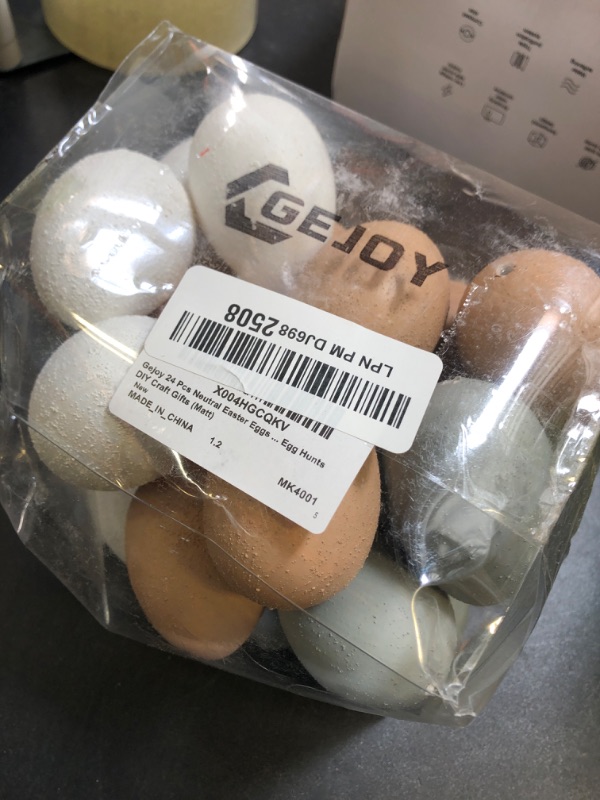 GEJOY
LPN PM DJ698 2508
X004HGCQKV
Gejoy 24 Pcs Neutral Easter Eggs ... Egg Hunts
DIY Craft Gifts (Matt)
New
MADE_IN_CHINA
1.2
MK4001
5